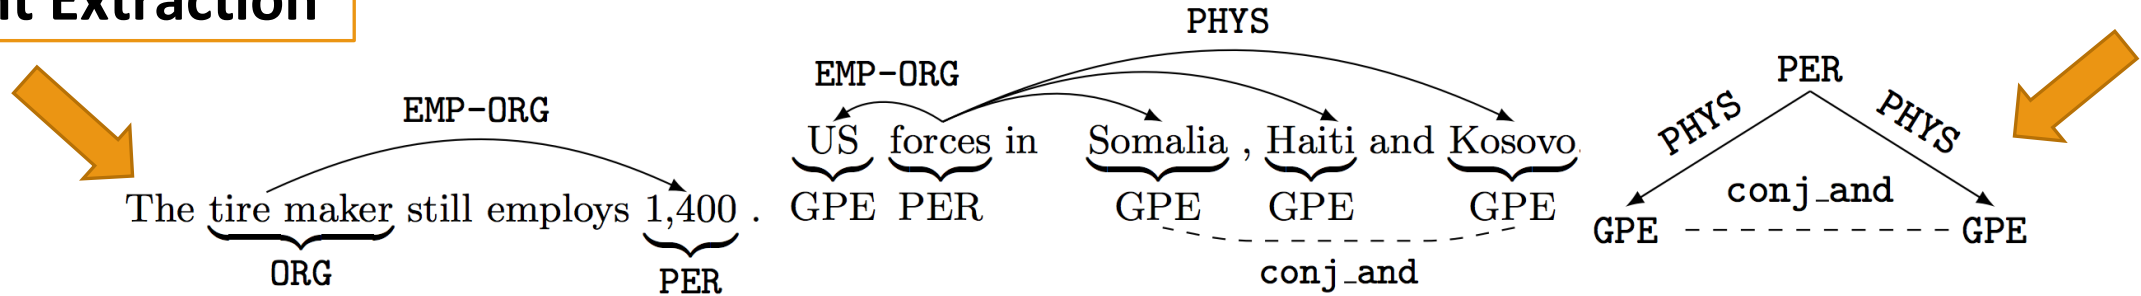 Extraction
EMP-ORG
The tire maker still employs 1,400 .
ORG
PER
PHYS
EMP-ORG
US forces in Somalia , Haiti and Kosovo.
GPE PER GPE GPE GPE
conj_and
PER
PHYS PHYS
conj_and
GPE GPE